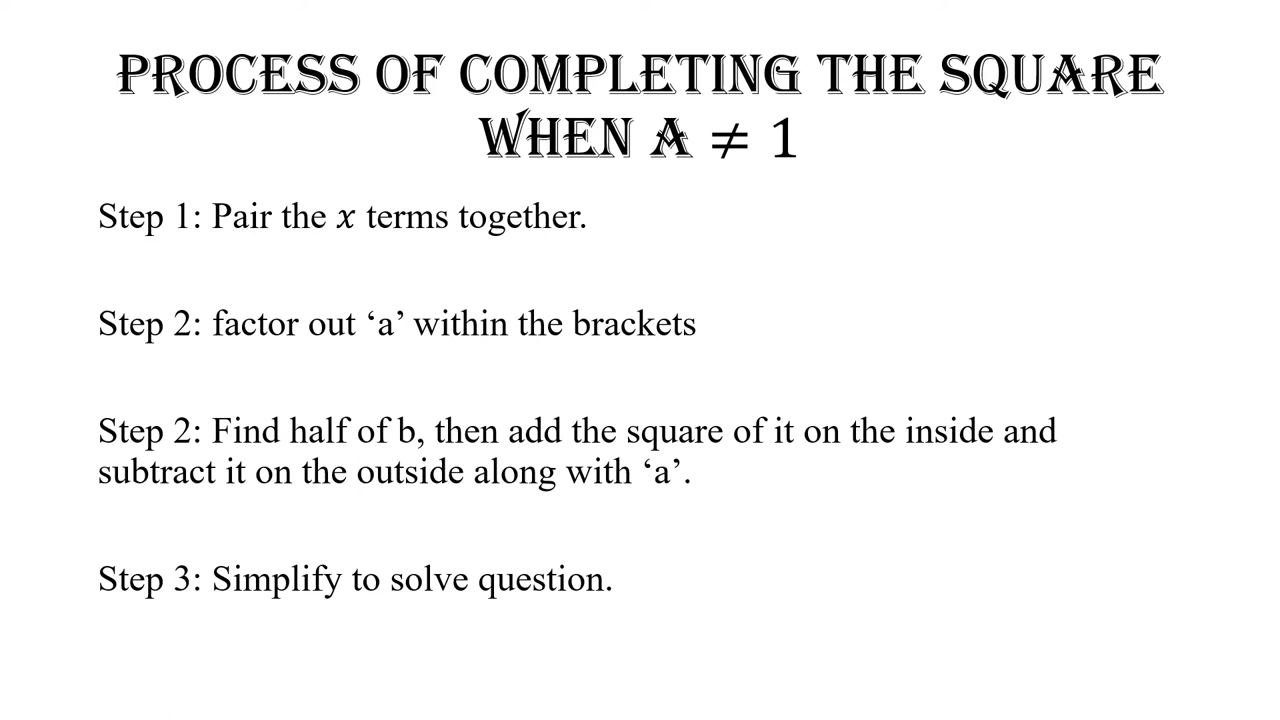 PROCESS OF COMPLETING THE SQUARE
WHEN A ≠ 1
Step 1: Pair the 𝑥 terms together.
Step 2: factor out ‘a’ within the brackets
Step 2: Find half of b, then add the square of it on the inside and
subtract it on the outside along with ‘a’.
Step 3: Simplify to solve question.